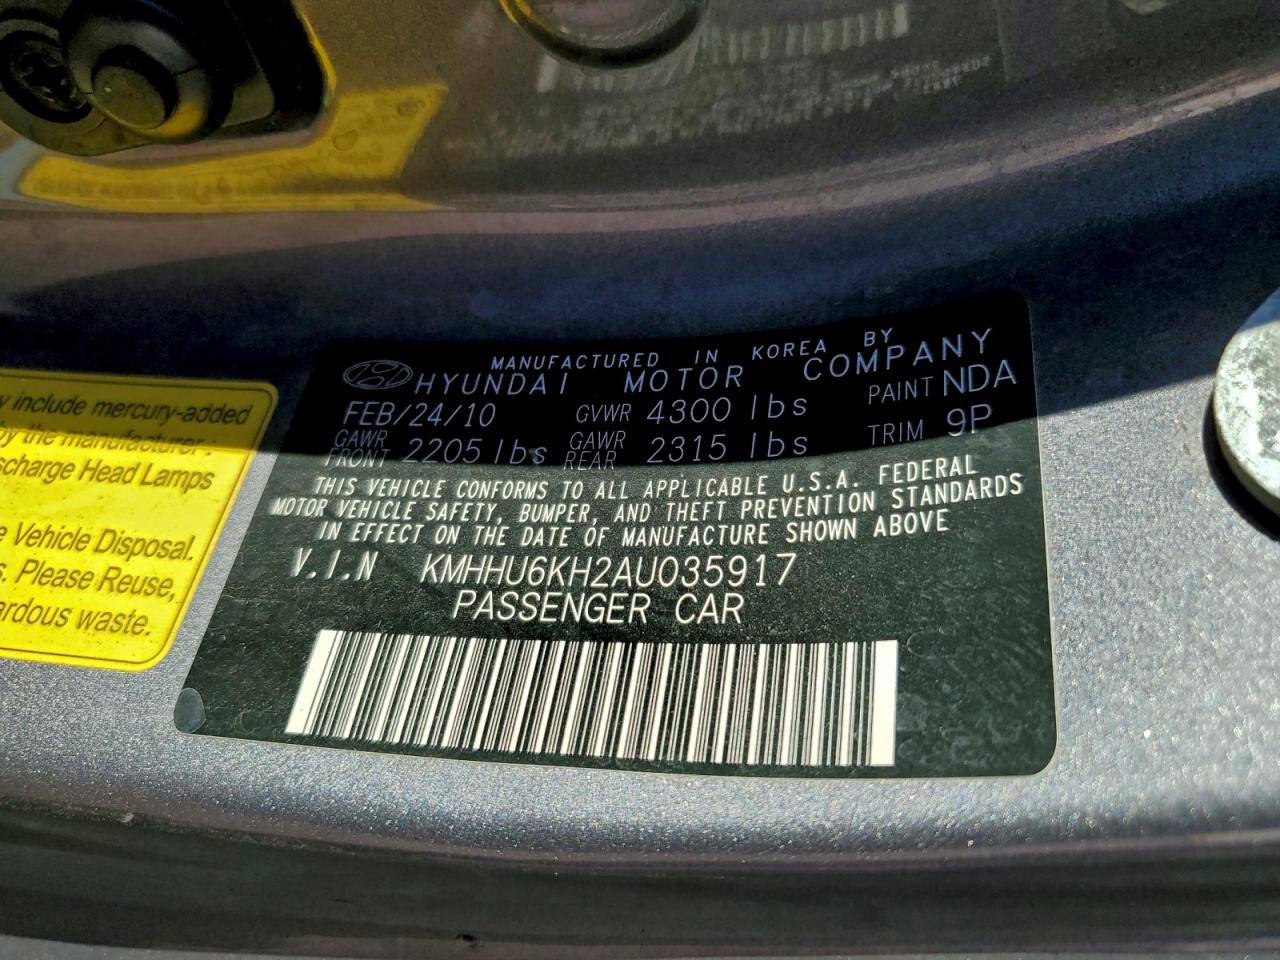 MANUFACTURED IN KOREA BY
HYUNDAI MOTOR COMPANY
FEB/24/10 GVWR 4300 lbs PAINT NDA
GAWR FRONT 2205 lbs GAWR REAR 2315 lbs TRIM 9P
THIS VEHICLE CONFORMS TO ALL APPLICABLE U.S.A. FEDERAL
MOTOR VEHICLE SAFETY, BUMPER, AND THEFT PREVENTION STANDARDS
IN EFFECT ON THE DATE OF MANUFACTURE SHOWN ABOVE
V.I.N KMHHU6KH2AU035917
PASSENGER CAR
y include mercury-added
by the manufacturer :
scharge Head Lamps
e Vehicle Disposal.
s. Please Reuse,
ardous waste.